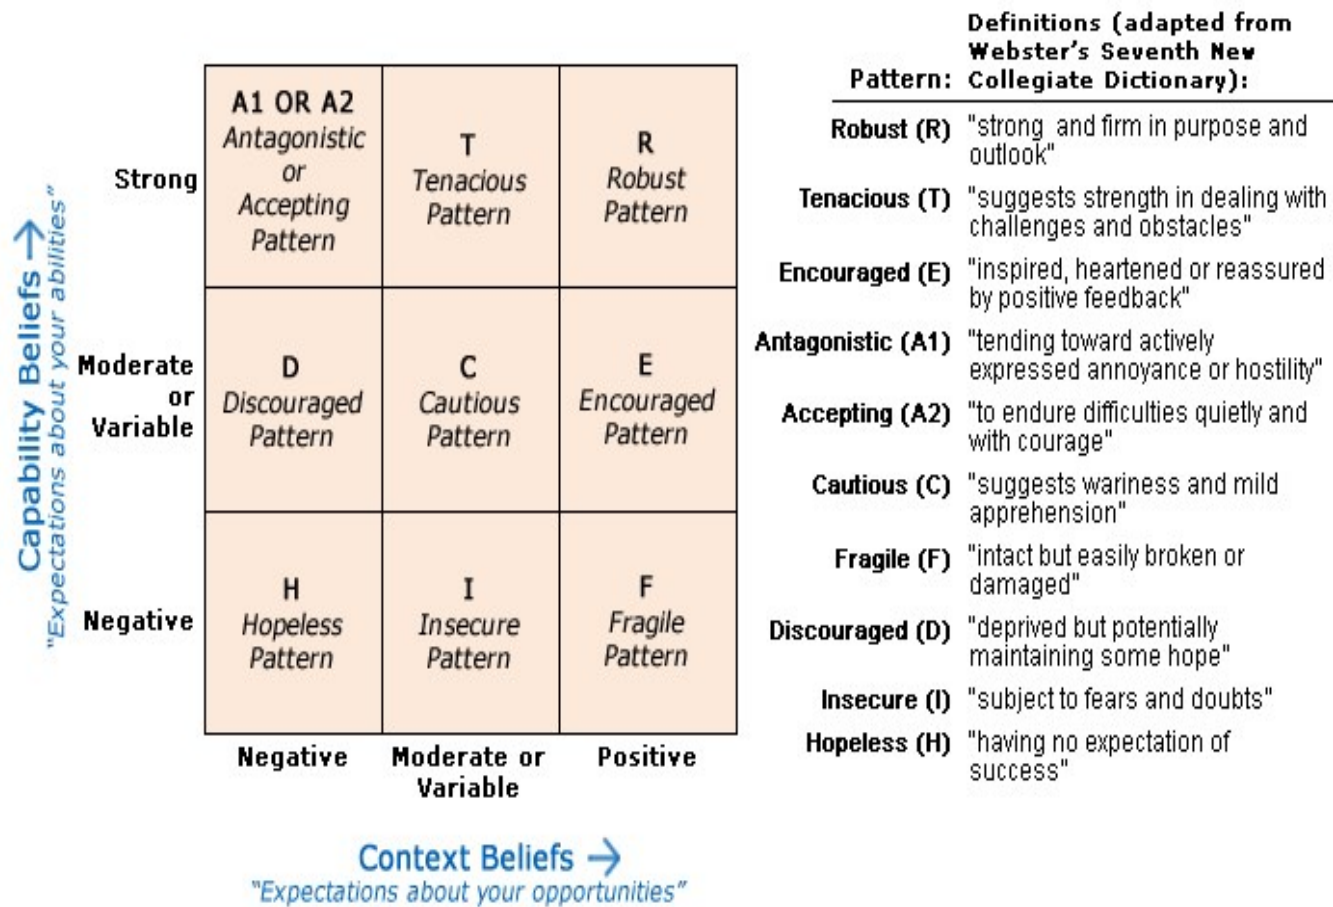 Capability Beliefs →
"Expectations about your abilities"
Strong
A1 OR A2
Antagonistic
or
Accepting
Pattern
T
Tenacious
Pattern
R
Robust
Pattern
Moderate
or
Variable
D
Discouraged
Pattern
C
Cautious
Pattern
E
Encouraged
Pattern
Negative
H
Hopeless
Pattern
I
Insecure
Pattern
F
Fragile
Pattern
Negative
Moderate or
Variable
Positive
Context Beliefs →
"Expectations about your opportunities"
Definitions (adapted from
Webster's Seventh New
Pattern: Collegiate Dictionary):
Robust (R) "strong and firm in purpose and
outlook"
Tenacious (T) "suggests strength in dealing with
challenges and obstacles"
Encouraged (E) "inspired, heartened or reassured
by positive feedback"
Antagonistic (A1) "tending toward actively
expressed annoyance or hostility"
Accepting (A2) "to endure difficulties quietly and
with courage"
Cautious (C) "suggests wariness and mild
apprehension"
Fragile (F) "intact but easily broken or
damaged"
Discouraged (D) "deprived but potentially
maintaining some hope"
Insecure (I) "subject to fears and doubts"
Hopeless (H) "having no expectation of
success"